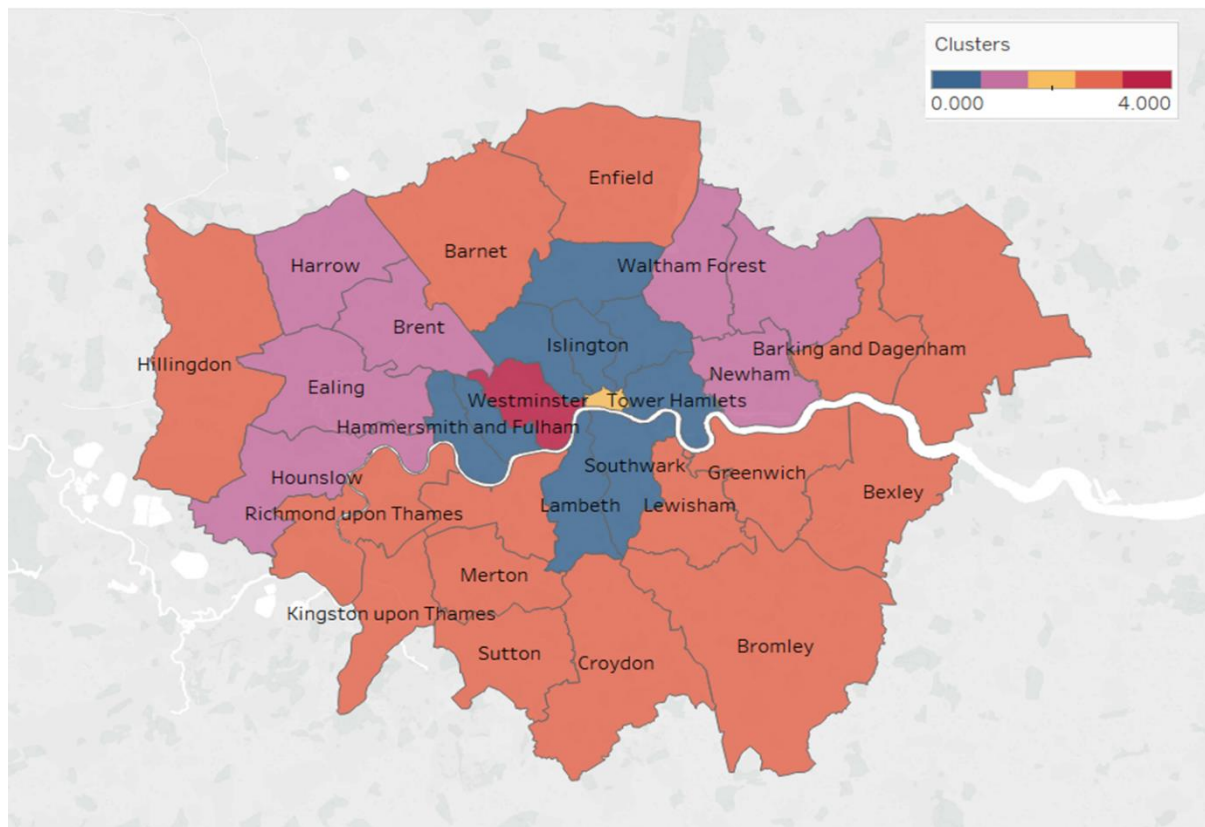 Clusters
0.000 4.000
Enfield
Barnet
Harrow
Waltham Forest
Brent
Islington
Barking and Dagenham
Hillingdon
Newham
Ealing
Westminster
Tower Hamlets
Hammersmith and Fulham
Southwark
Greenwich
Hounslow
Bexley
Lambeth
Lewisham
Richmond upon Thames
Merton
Kingston upon Thames
Bromley
Sutton
Croydon